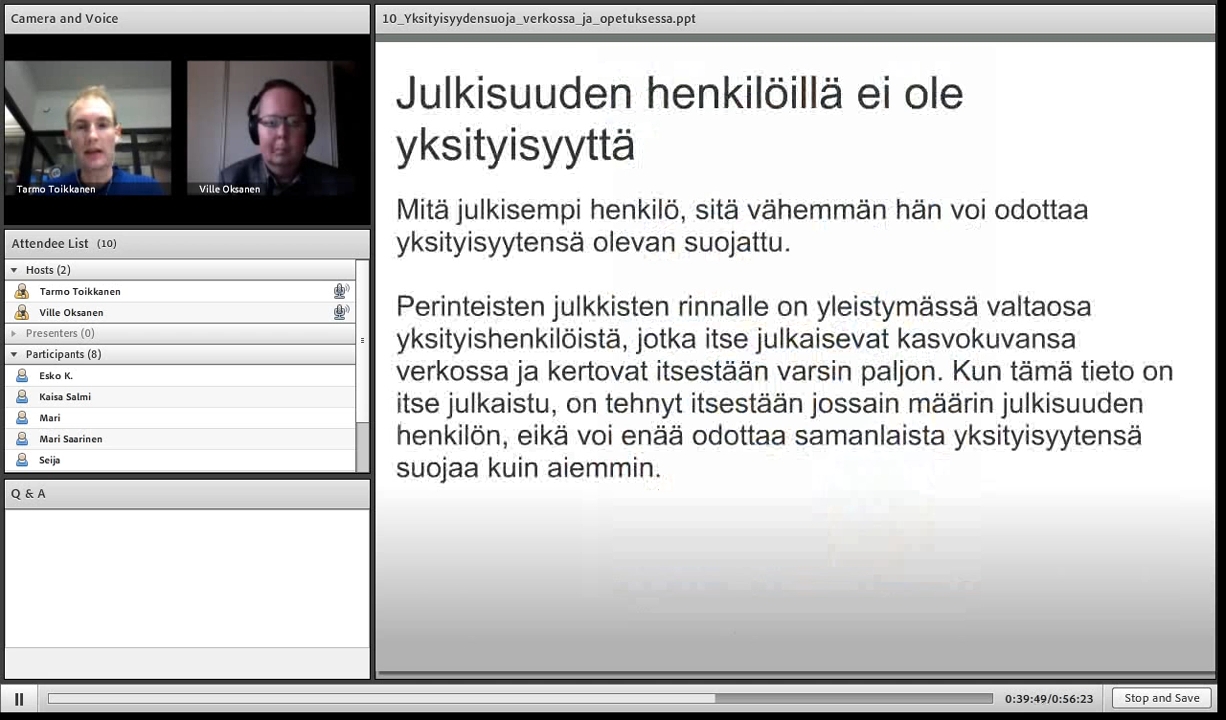 Camera and Voice
Tarmo Toikkanen
Ville Oksanen
Attendee List (10)
Hosts (2)
Tarmo Toikkanen
Ville Oksanen
Presenters (0)
Participants (8)
Esko K.
Kaisa Salmi
Mari
Mari Saarinen
Seija
Q & A
10_Yksityisyydensuoja_verkossa_ja_opetuksessa.ppt
Julkisuuden henkilöillä ei ole
yksityisyyttä
Mitä julkisempi henkilö, sitä vähemmän hän voi odottaa
yksityisyytensä olevan suojattu.
Perinteisten julkkisten rinnalle on yleistymässä valtaosa
yksityishenkilöistä, jotka itse julkaisevat kasvokuvansa
verkossa ja kertovat itsestään varsin paljon. Kun tämä tieto on
itse julkaistu, on tehnyt itsestään jossain määrin julkisuuden
henkilön, eikä voi enää odottaa samanlaista yksityisyytensä
suojaa kuin aiemmin.
0:39:49/0:56:23
Stop and Save